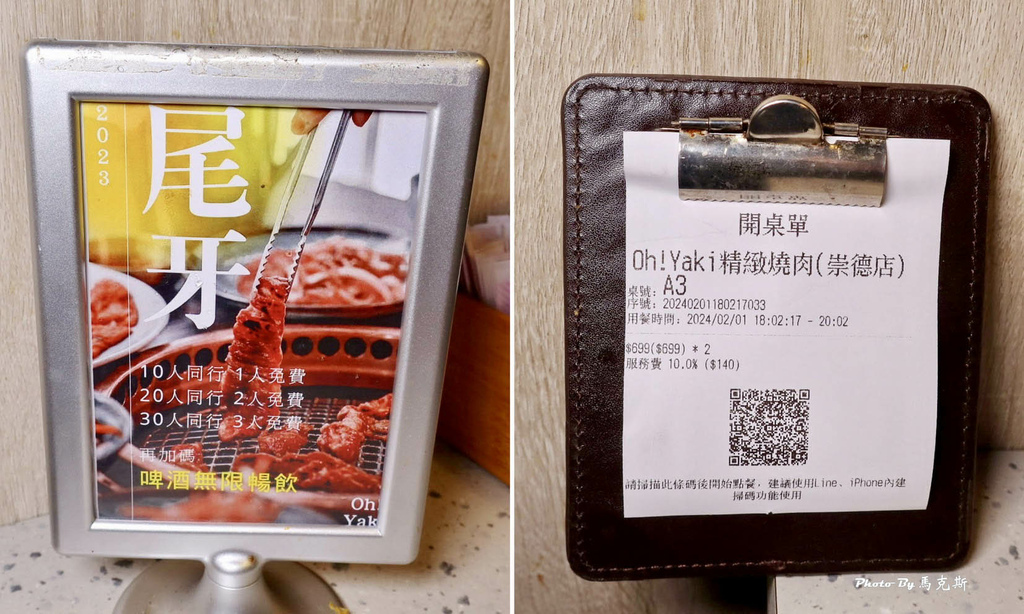 2023
尾牙
10人同行 1人免費
20人同行 2人免費
30人同行 3人免費
再加碼:
啤酒無限暢飲
Oh!
Yak
開桌單
Oh!Yaki精緻燒肉(崇德店)
桌號: A3
序號: 20240201180217033
用餐時間: 2024/02/01 18:02:17 - 20:02
$699($699) * 2
服務費 10.0% ($140)
請掃描此條碼後開始點餐, 建議使用Line、iPhone內建
掃碼功能使用
Photo By 馬克斯